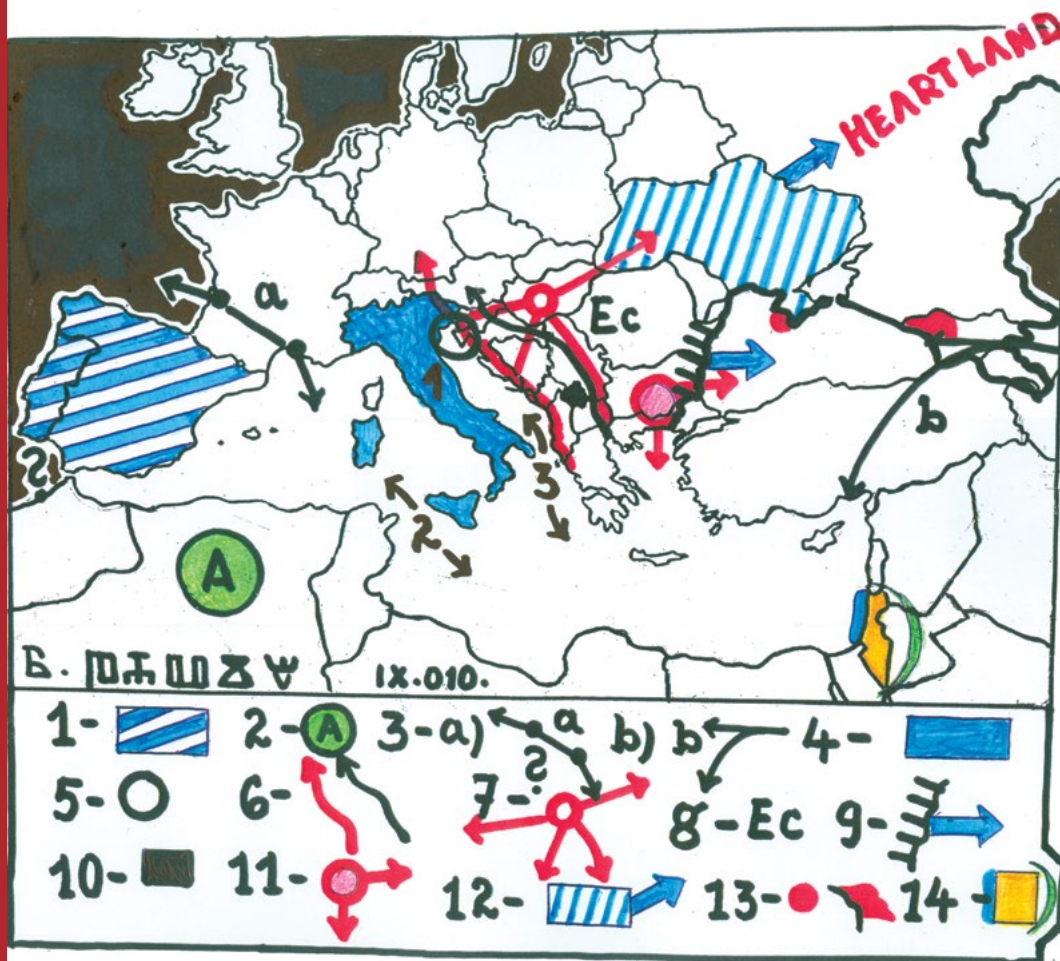 HEARTLAND
a
Ec
1
b
3
2
A
IX.010.
1- 2- A 3-a) a b) b 4-
5- 6- 7- 8-Ec 9-
10- 11- 12- 13- 14-